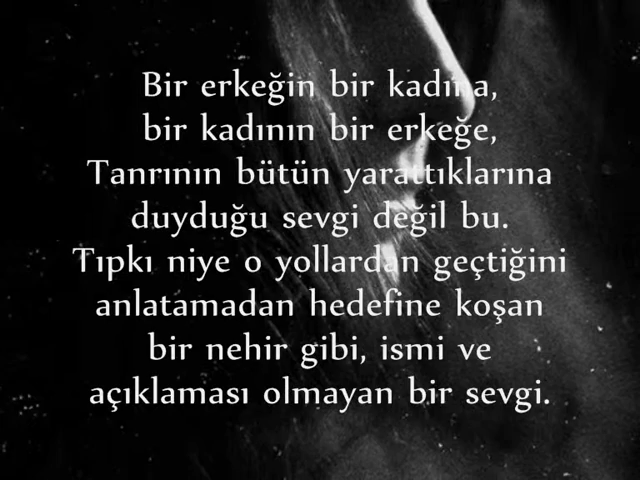 Bir erkeğin bir kadına,
bir kadının bir erkeğe,
Tanrının bütün yarattıklarına
duyduğu sevgi değil bu.
Tıpkı niye o yollardan geçtiğini
anlatamadan hedefine koşan
bir nehir gibi, ismi ve
açıklaması olmayan bir sevgi.